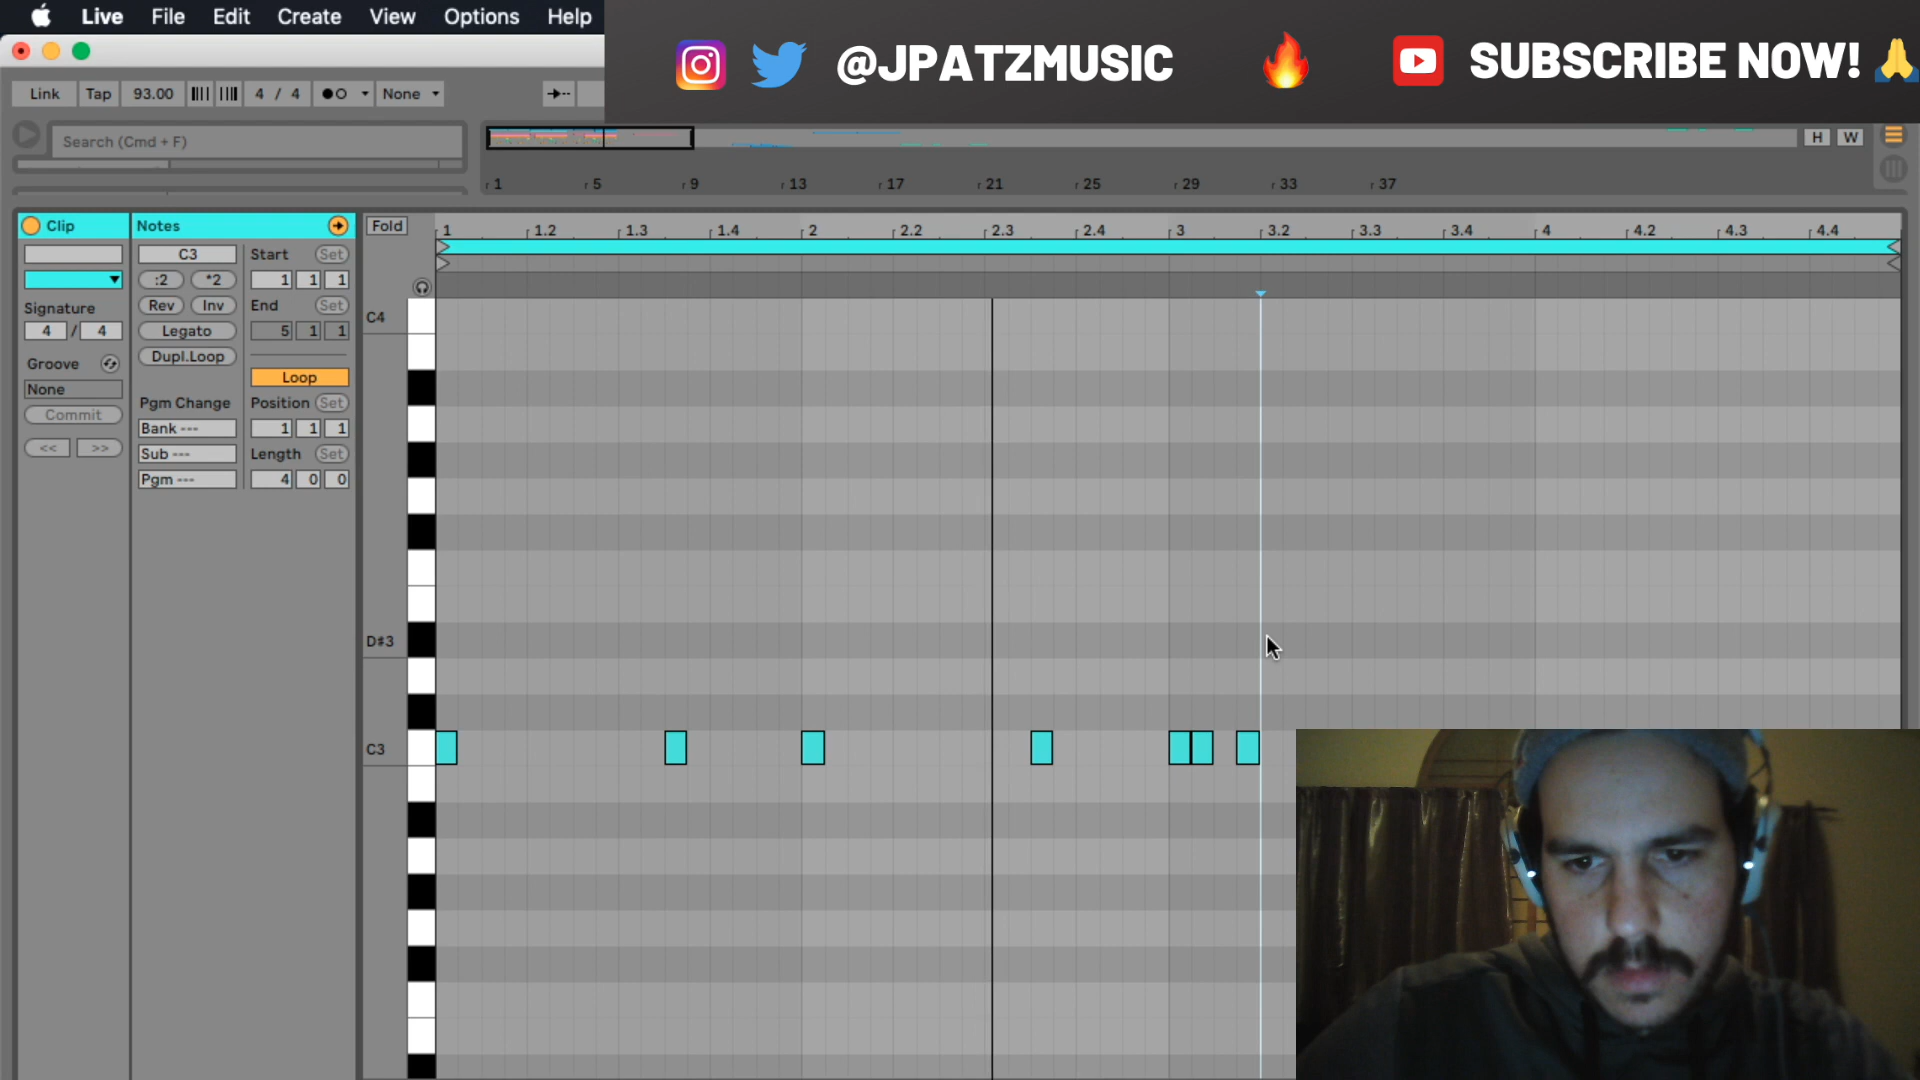 Live File Edit Create View Options Help
@JPATZMUSIC SUBSCRIBE NOW!
Link Tap 93.00 4 / 4 None
Search (Cmd + F)
H W
1 5 9 13 17 21 25 29 33 37
Clip Notes Fold
1 1.2 1.3 1.4 2 2.2 2.3 2.4 3 3.2 3.3 3.4 4 4.2 4.3 4.4
C3 Start Set
:2 *2 1 1 1
Signature Rev Inv End Set
4 / 4 Legato 5 1 1
Groove Dupl.Loop
None Loop
Commit Pgm Change Position Set
<< >> Bank --- 1 1 1
Sub --- Length Set
Pgm --- 4 0 0
C4
D♯3
C3